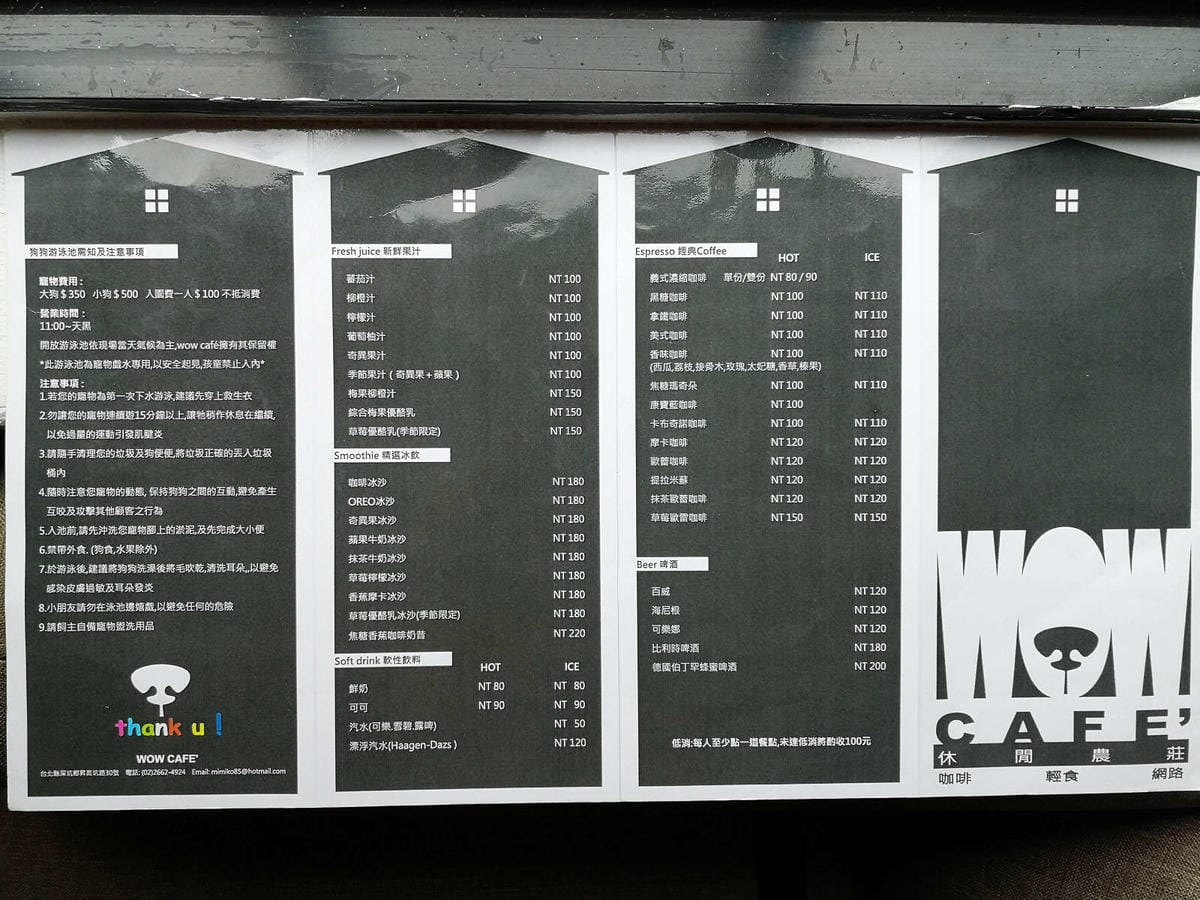 狗狗游泳池需知及注意事項
寵物費用:
大狗$350 小狗$500 入園費一人$100 不抵消費
營業時間:
11:00~天黑
開放游泳池依現場當天氣候為主,wow café擁有其保留權
*此游泳池為寵物戲水專用,以安全起見,孩童禁止入內*
注意事項:
1.若您的寵物為第一次下水游泳,建議先穿上救生衣
2.勿讓您的寵物連續遊15分鐘以上,讓牠稍作休息在繼續,
以免過量的運動引發肌腱炎
3.請隨手清理您的垃圾及狗便便,將垃圾正確的丟入垃圾
桶內
4.隨時注意您寵物的動態, 保持狗狗之間的互動,避免產生
互咬及攻擊其他顧客之行為
5.入池前,請先沖洗您寵物腳上的淤泥,及先完成大小便
6.禁帶外食. (狗食,水果除外)
7.於游泳後,建議將狗狗洗澡後將毛吹乾,清洗耳朵,,以避免
感染皮膚過敏及耳朵發炎
8.小朋友請勿在泳池邊嬉戲,以避免任何的危險
9.請飼主自備寵物盥洗用品
thank u !
WOW CAFE'
台北縣深坑鄉昇高坑路30號 電話: (02)2662-4924 Email: mimiko85@hotmail.com
Fresh juice 新鮮果汁
蕃茄汁 NT 100
柳橙汁 NT 100
檸檬汁 NT 100
葡萄柚汁 NT 100
奇異果汁 NT 100
季節果汁 ( 奇異果+蘋果 ) NT 100
梅果柳橙汁 NT 150
綜合梅果優酪乳 NT 150
草莓優酪乳(季節限定) NT 150
Smoothie 精選冰飲
咖啡冰沙 NT 180
OREO冰沙 NT 180
奇異果冰沙 NT 180
蘋果牛奶冰沙 NT 180
抹茶牛奶冰沙 NT 180
草莓檸檬冰沙 NT 180
香蕉摩卡冰沙 NT 180
草莓優酪乳冰沙(季節限定) NT 180
焦糖香蕉咖啡奶昔 NT 220
Soft drink 軟性飲料 HOT ICE
鮮奶 NT 80 NT 80
可可 NT 90 NT 90
汽水(可樂,雪碧,露啤) NT 50
漂浮汽水(Haagen-Dazs ) NT 120
Espresso 經典Coffee HOT ICE
義式濃縮咖啡 單份/雙份 NT 80 / 90
黑糖咖啡 NT 100 NT 110
拿鐵咖啡 NT 100 NT 110
美式咖啡 NT 100 NT 110
香味咖啡 NT 100 NT 110
(西瓜,荔枝,接骨木,玫瑰,太妃糖,香草,榛果)
焦糖瑪奇朵 NT 100 NT 110
康寶藍咖啡 NT 100
卡布奇諾咖啡 NT 100 NT 110
摩卡咖啡 NT 120 NT 120
歐蕾咖啡 NT 120 NT 120
提拉米蘇 NT 120 NT 120
抹茶歐蕾咖啡 NT 120 NT 120
草莓歐雷咖啡 NT 150 NT 150
Beer 啤酒
百威 NT 120
海尼根 NT 120
可樂娜 NT 120
比利時啤酒 NT 180
德國伯丁罕蜂蜜啤酒 NT 200
低消:每人至少點一道餐點,未達低消將酌收100元
WOW
CAFE'
休閒農莊
咖啡 輕食 網路